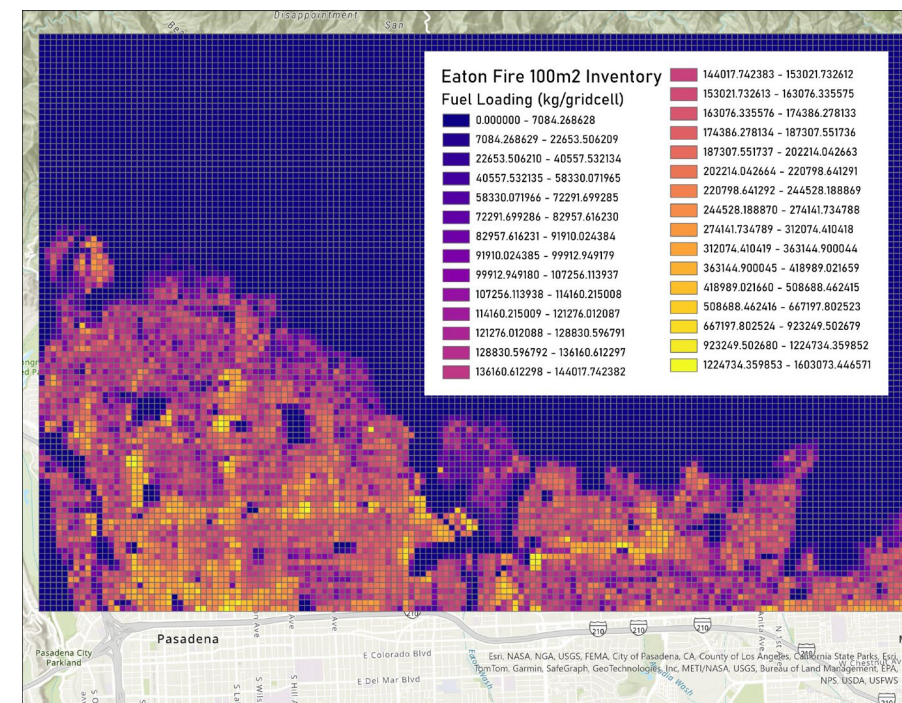 Disappointment
San
Eaton Fire 100m2 Inventory
Fuel Loading (kg/gridcell)
0.000000 - 7084.268628
7084.268629 - 22653.506209
22653.506210 - 40557.532134
40557.532135 - 58330.071965
58330.071966 - 72291.699285
72291.699286 - 82957.616230
82957.616231 - 91910.024384
91910.024385 - 99912.949179
99912.949180 - 107256.113937
107256.113938 - 114160.215008
114160.215009 - 121276.012087
121276.012088 - 128830.596791
128830.596792 - 136160.612297
136160.612298 - 144017.742382
144017.742383 - 153021.732612
153021.732613 - 163076.335575
163076.335576 - 174386.278133
174386.278134 - 187307.551736
187307.551737 - 202214.042663
202214.042664 - 220798.641291
220798.641292 - 244528.188869
244528.188870 - 274141.734788
274141.734789 - 312074.410418
312074.410419 - 363144.900044
363144.900045 - 418989.021659
418989.021660 - 508688.462415
508688.462416 - 667197.802523
667197.802524 - 923249.502679
923249.502680 - 1224734.359852
1224734.359853 - 1603073.446571
210
210
210
210
210
210
Ave
Ave
Pasadena
Pasadena City
Parkland
E Colorado Blvd
E Del Mar Blvd
Anita Ave
Esri, NASA, NGA, USGS, FEMA, City of Pasadena, CA, County of Los Angeles, California State Parks, Esri,
TomTom, Garmin, SafeGraph, GeoTechnologies, Inc, METI/NASA, USGS, Bureau of Land Management, EPA,
NPS, USDA, USFWS